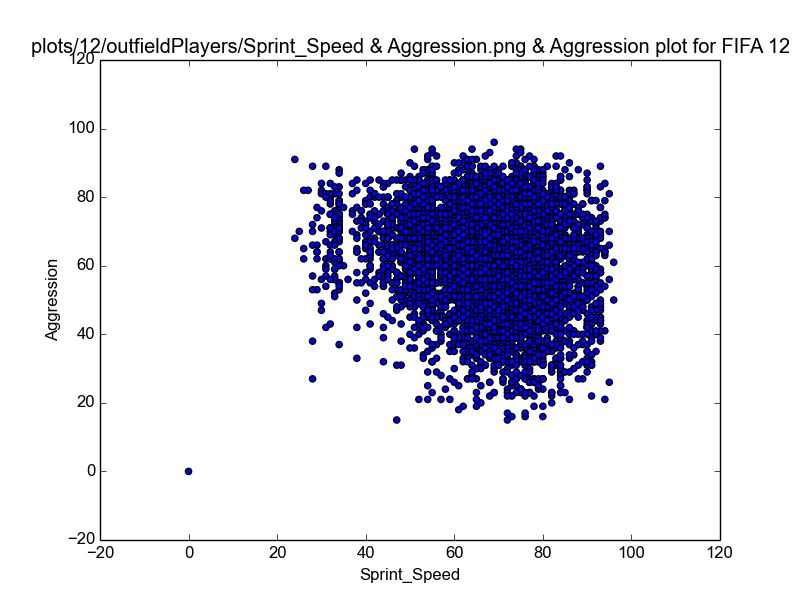 plots/12/outfieldPlayers/Sprint_Speed & Aggression.png & Aggression plot for FIFA 12
120
100
80
60
40
20
0
−20
Aggression
−20 0 20 40 60 80 100 120
Sprint_Speed